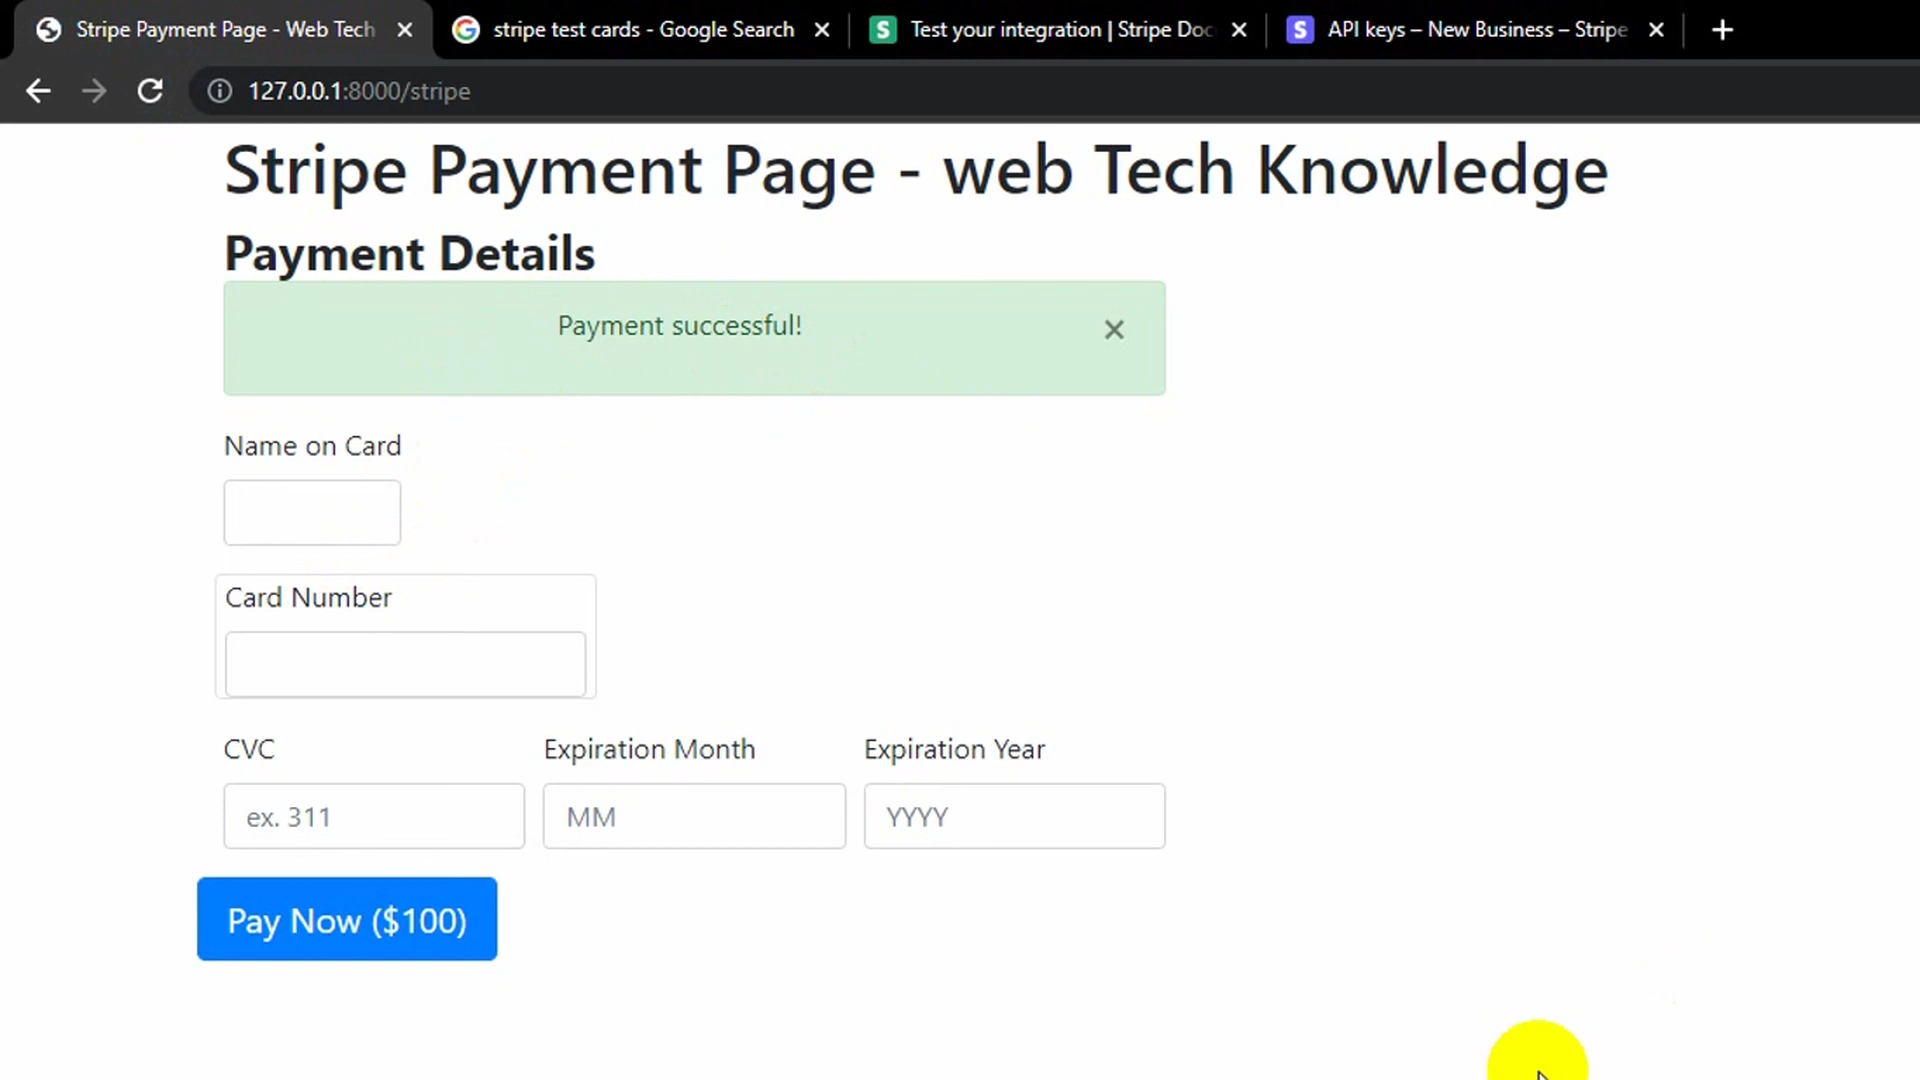 Stripe Payment Page - Web Tech
stripe test cards - Google Search
Test your integration | Stripe Doc
API keys – New Business – Stripe
127.0.0.1:8000/stripe
Stripe Payment Page - web Tech Knowledge
Payment Details
Payment successful!
Name on Card
Card Number
CVC Expiration Month Expiration Year
ex. 311 MM YYYY
Pay Now ($100)